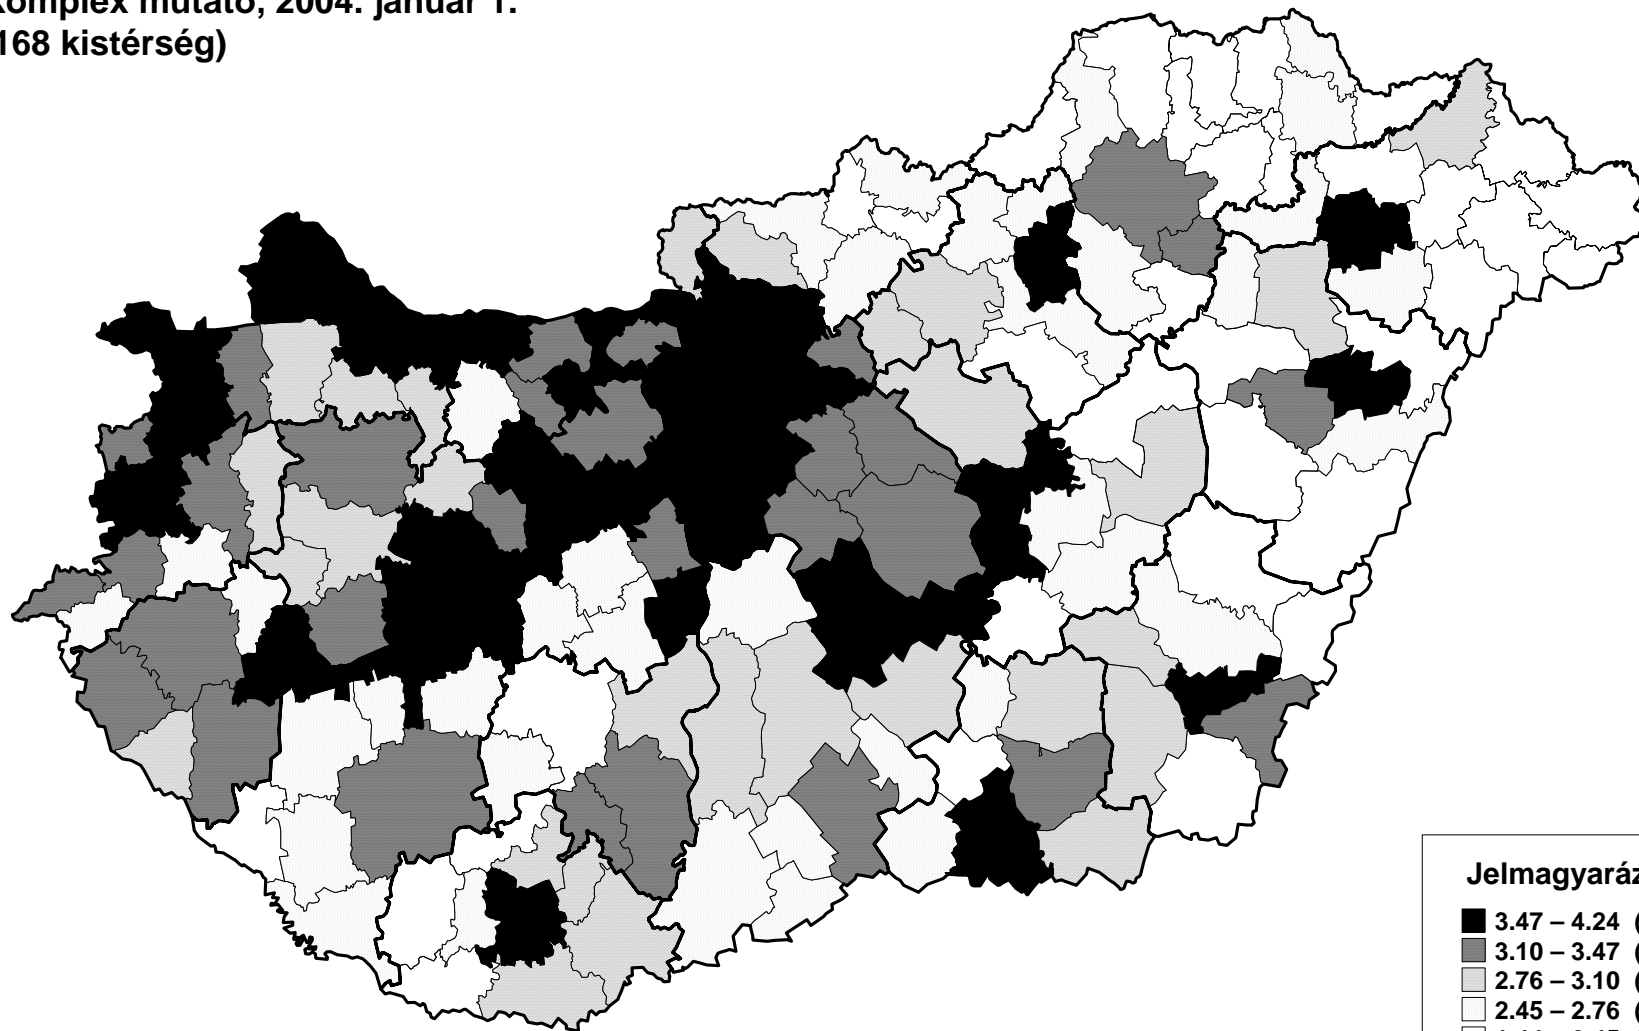 komplex mutató, 2004. január 1.
168 kistérség)
Jelmagyaráz
3.47 – 4.24 (
3.10 – 3.47 (
2.76 – 3.10 (
2.45 – 2.76 (